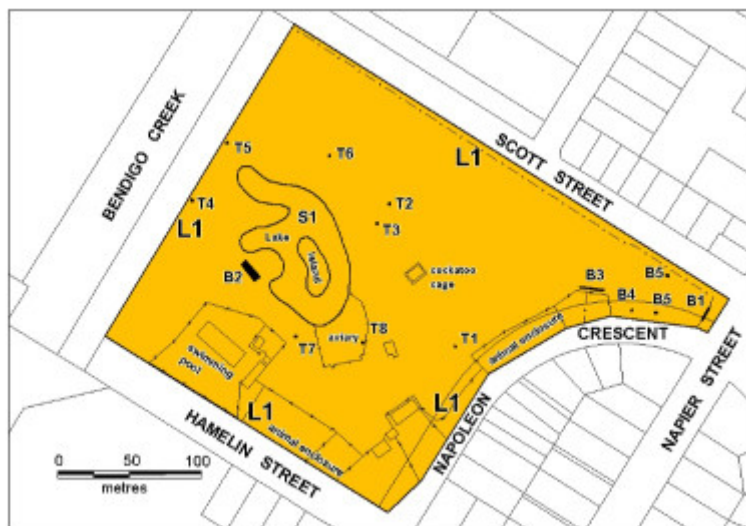 BENDIGO CREEK
SCOTT STREET
L1
T5
T6
T4
L1
T2
S1
T3
Lake
Island
B2
cockatoo
cage
B3
B5
B4
B5
B1
CRESCENT
animal enclosure
T1
T7
aviary
T8
swimming
pool
L1
animal enclosure
L1
NAPOLEON
NAPIER STREET
HAMELIN STREET
0 50 100
metres